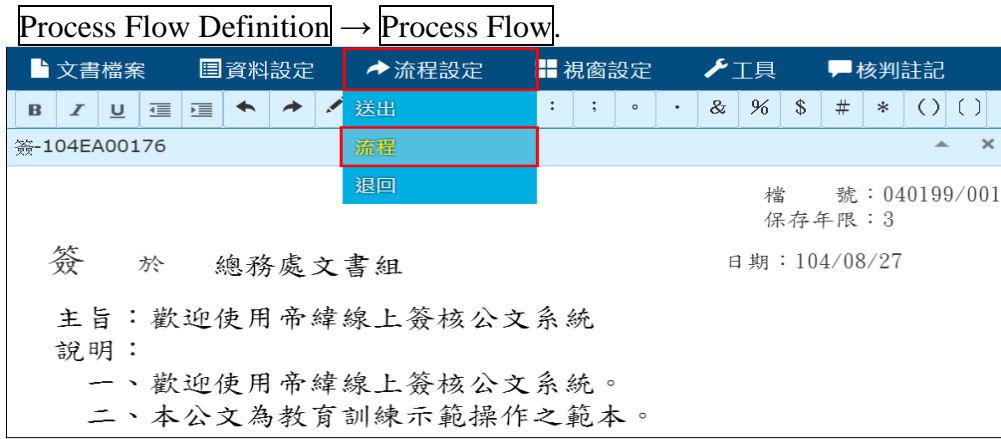 Process Flow Definition → Process Flow.
文書檔案 資料設定 流程設定 視窗設定 工具 核判註記
B I U 送出 : ; 。 · & % $ # * () 〔〕
簽-104EA00176 流程
退回
檔 號：040199/001
保存年限：3
簽 於 總務處文書組 日期：104/08/27
主旨：歡迎使用帝緯線上簽核公文系統
說明：
一、歡迎使用帝緯線上簽核公文系統。
二、本公文為教育訓練示範操作之範本。